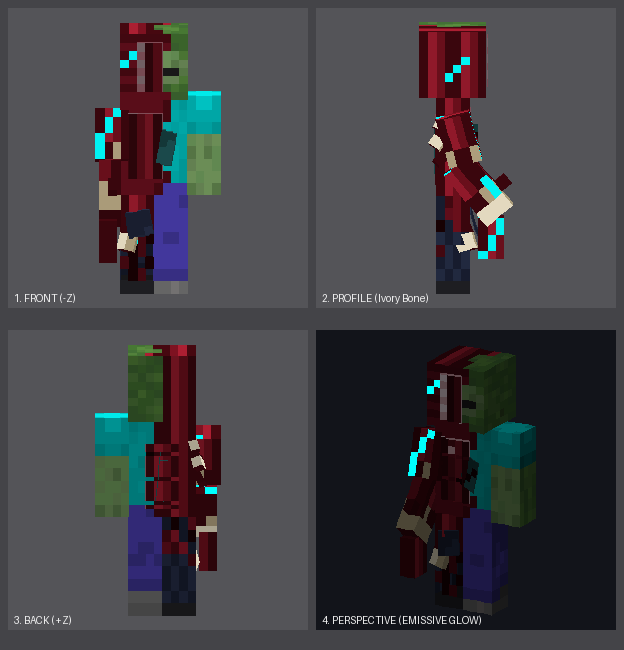 1. FRONT (-Z)
2. PROFILE (Ivory Bone)
3. BACK (+Z)
4. PERSPECTIVE (EMISSIVE GLOW)